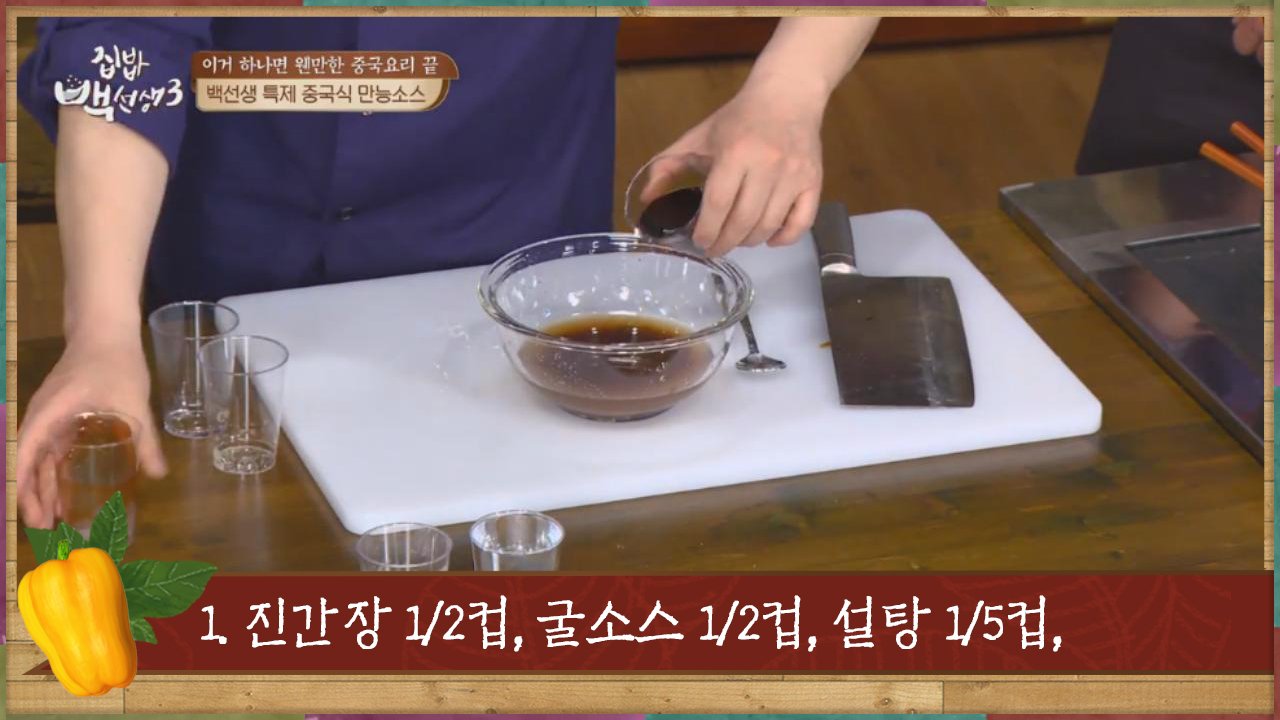 집밥
백선생3
이거 하나면 웬만한 중국요리 끝
백선생 특제 중국식 만능소스
1. 진간장 1/2컵, 굴소스 1/2컵, 설탕 1/5컵,